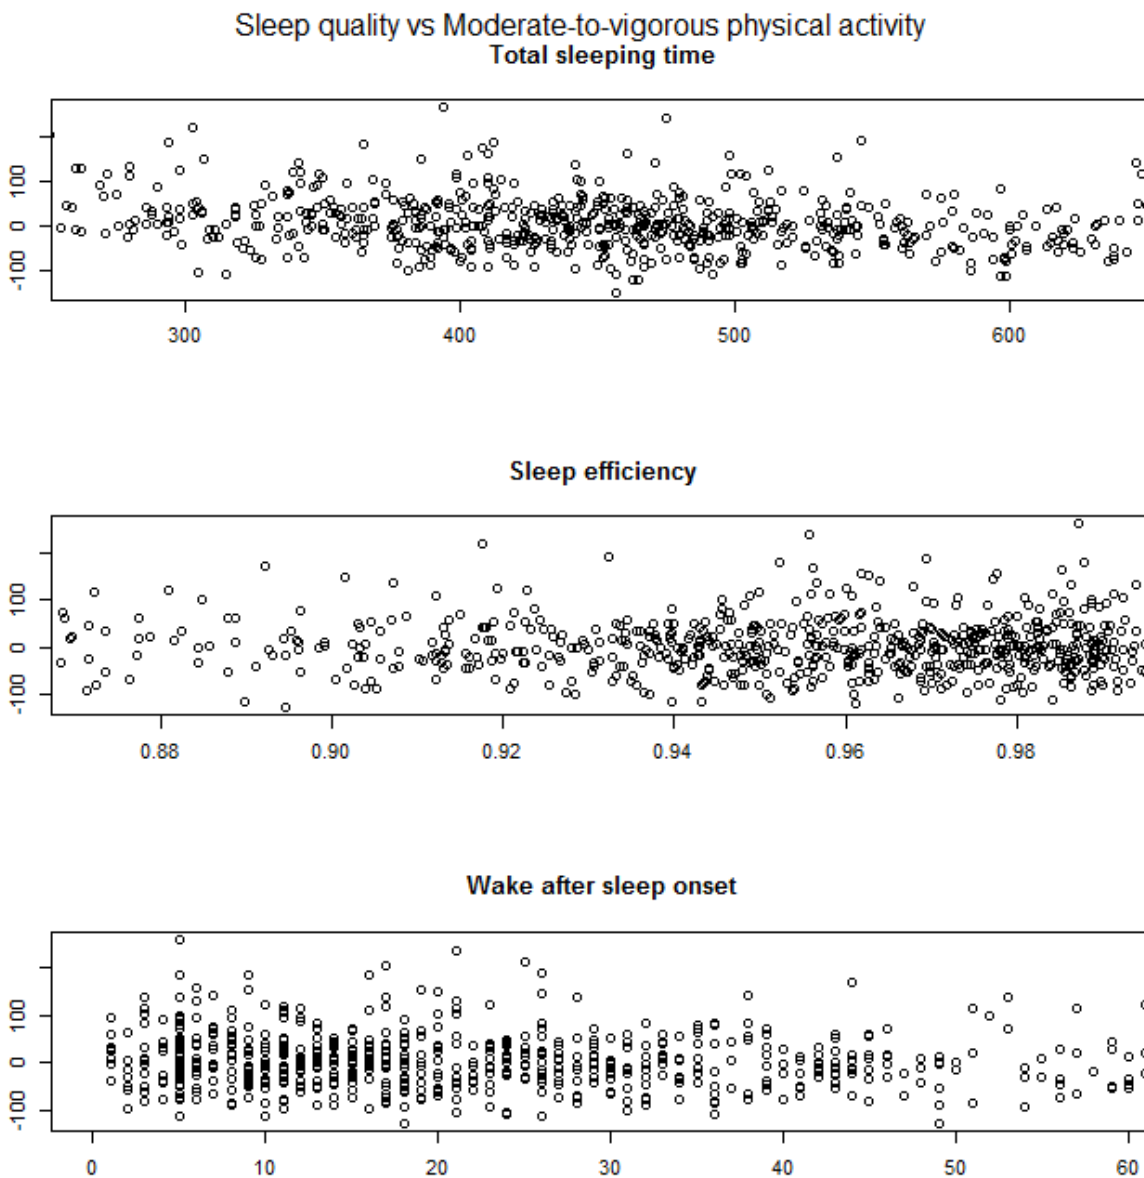 Sleep quality vs Moderate-to-vigorous physical activity
Total sleeping time
100
0
-100
300 400 500 600
Sleep efficiency
100
0
-100
0.88 0.90 0.92 0.94 0.96 0.98
Wake after sleep onset
100
0
-100
0 10 20 30 40 50 60